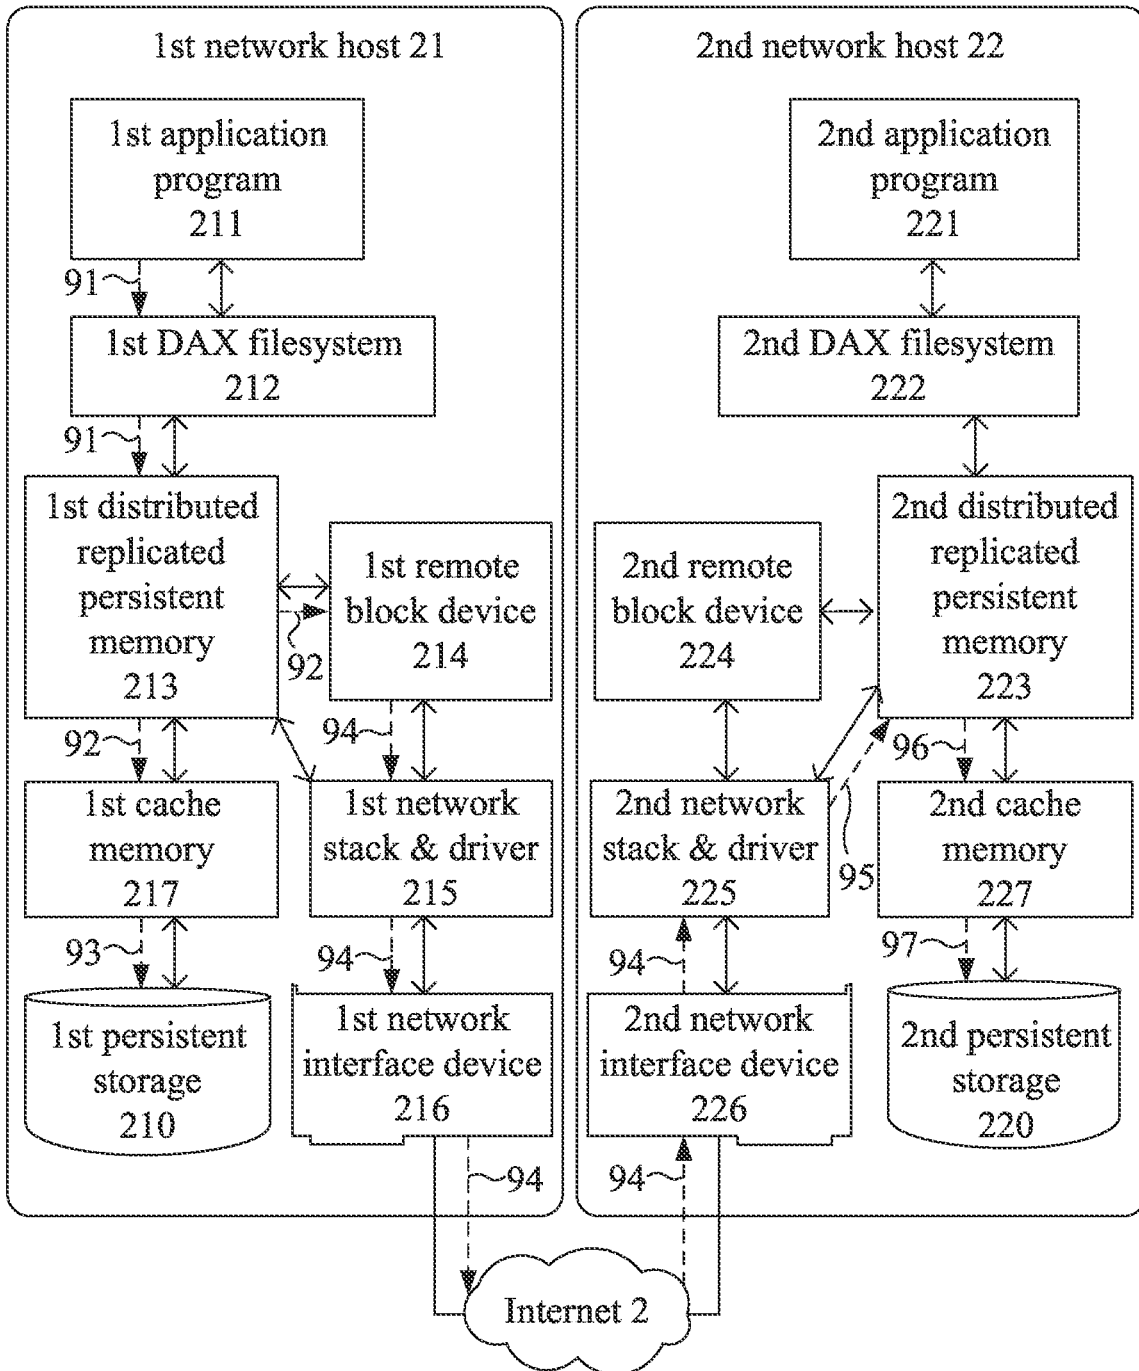 1st network host 21
1st application
program
211
91
1st DAX filesystem
212
91
1st distributed
replicated
persistent
memory
213
92
1st remote
block device
214
92
94
1st cache
memory
217
1st network
stack & driver
215
93
94
1st persistent
storage
210
1st network
interface device
216
94
2nd network host 22
2nd application
program
221
2nd DAX filesystem
222
2nd remote
block device
224
2nd distributed
replicated
persistent
memory
223
96
95
2nd network
stack & driver
225
2nd cache
memory
227
94
97
2nd network
interface device
226
2nd persistent
storage
220
94
Internet 2